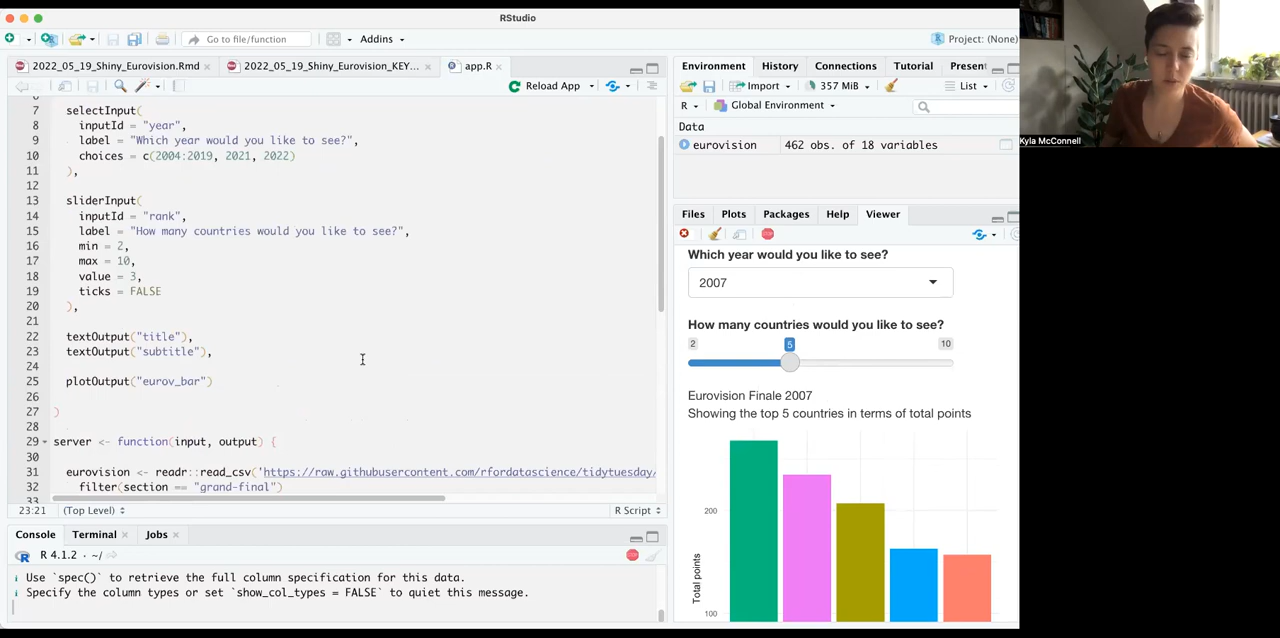 RStudio
Go to file/function
Addins
Project: (None)
2022_05_19_Shiny_Eurovision.Rmd
2022_05_19_Shiny_Eurovision_KEY...
app.R
Reload App
7 selectInput(
8 inputId = "year",
9 label = "Which year would you like to see?",
10 choices = c(2004:2019, 2021, 2022)
11 ),
12
13 sliderInput(
14 inputId = "rank",
15 label = "How many countries would you like to see?",
16 min = 2,
17 max = 10,
18 value = 3,
19 ticks = FALSE
20 ),
21
22 textOutput("title"),
23 textOutput("subtitle"),
24
25 plotOutput("eurov_bar")
26
27 )
28
29 server <- function(input, output) {
30
31 eurovision <- readr::read_csv('https://raw.githubusercontent.com/rfordatascience/tidytuesday/
32 filter(section == "grand-final")
33
23:21 (Top Level) R Script
Console Terminal Jobs
R 4.1.2 · ~/
i Use `spec()` to retrieve the full column specification for this data.
i Specify the column types or set `show_col_types = FALSE` to quiet this message.
Environment History Connections Tutorial Present
Import 357 MiB List
R Global Environment
Data
eurovision 462 obs. of 18 variables
Files Plots Packages Help Viewer
Which year would you like to see?
2007
How many countries would you like to see?
2 5 10
Eurovision Finale 2007
Showing the top 5 countries in terms of total points
Total points
200
100
Kyla McConnell